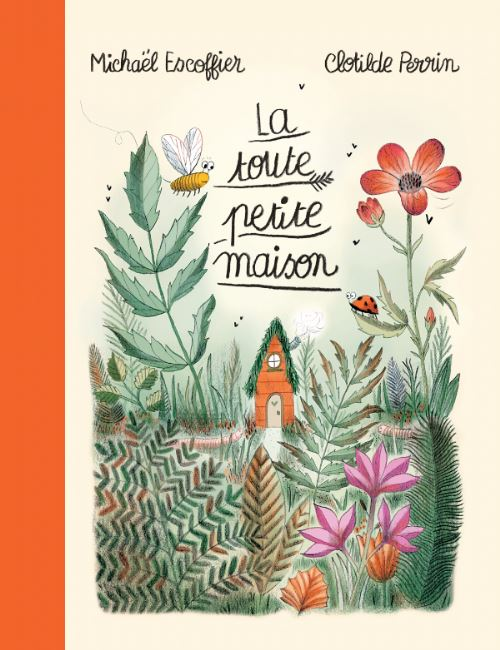 Michaël Escoffier Clotilde Perrin
La
toute
petite
maison